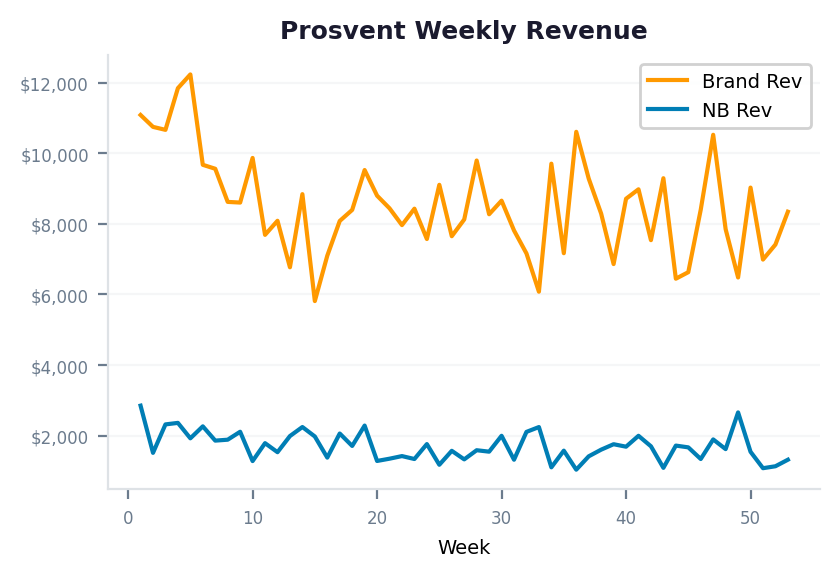 Prosvent Weekly Revenue
Brand Rev
NB Rev
$12,000
$10,000
$8,000
$6,000
$4,000
$2,000
0 10 20 30 40 50
Week